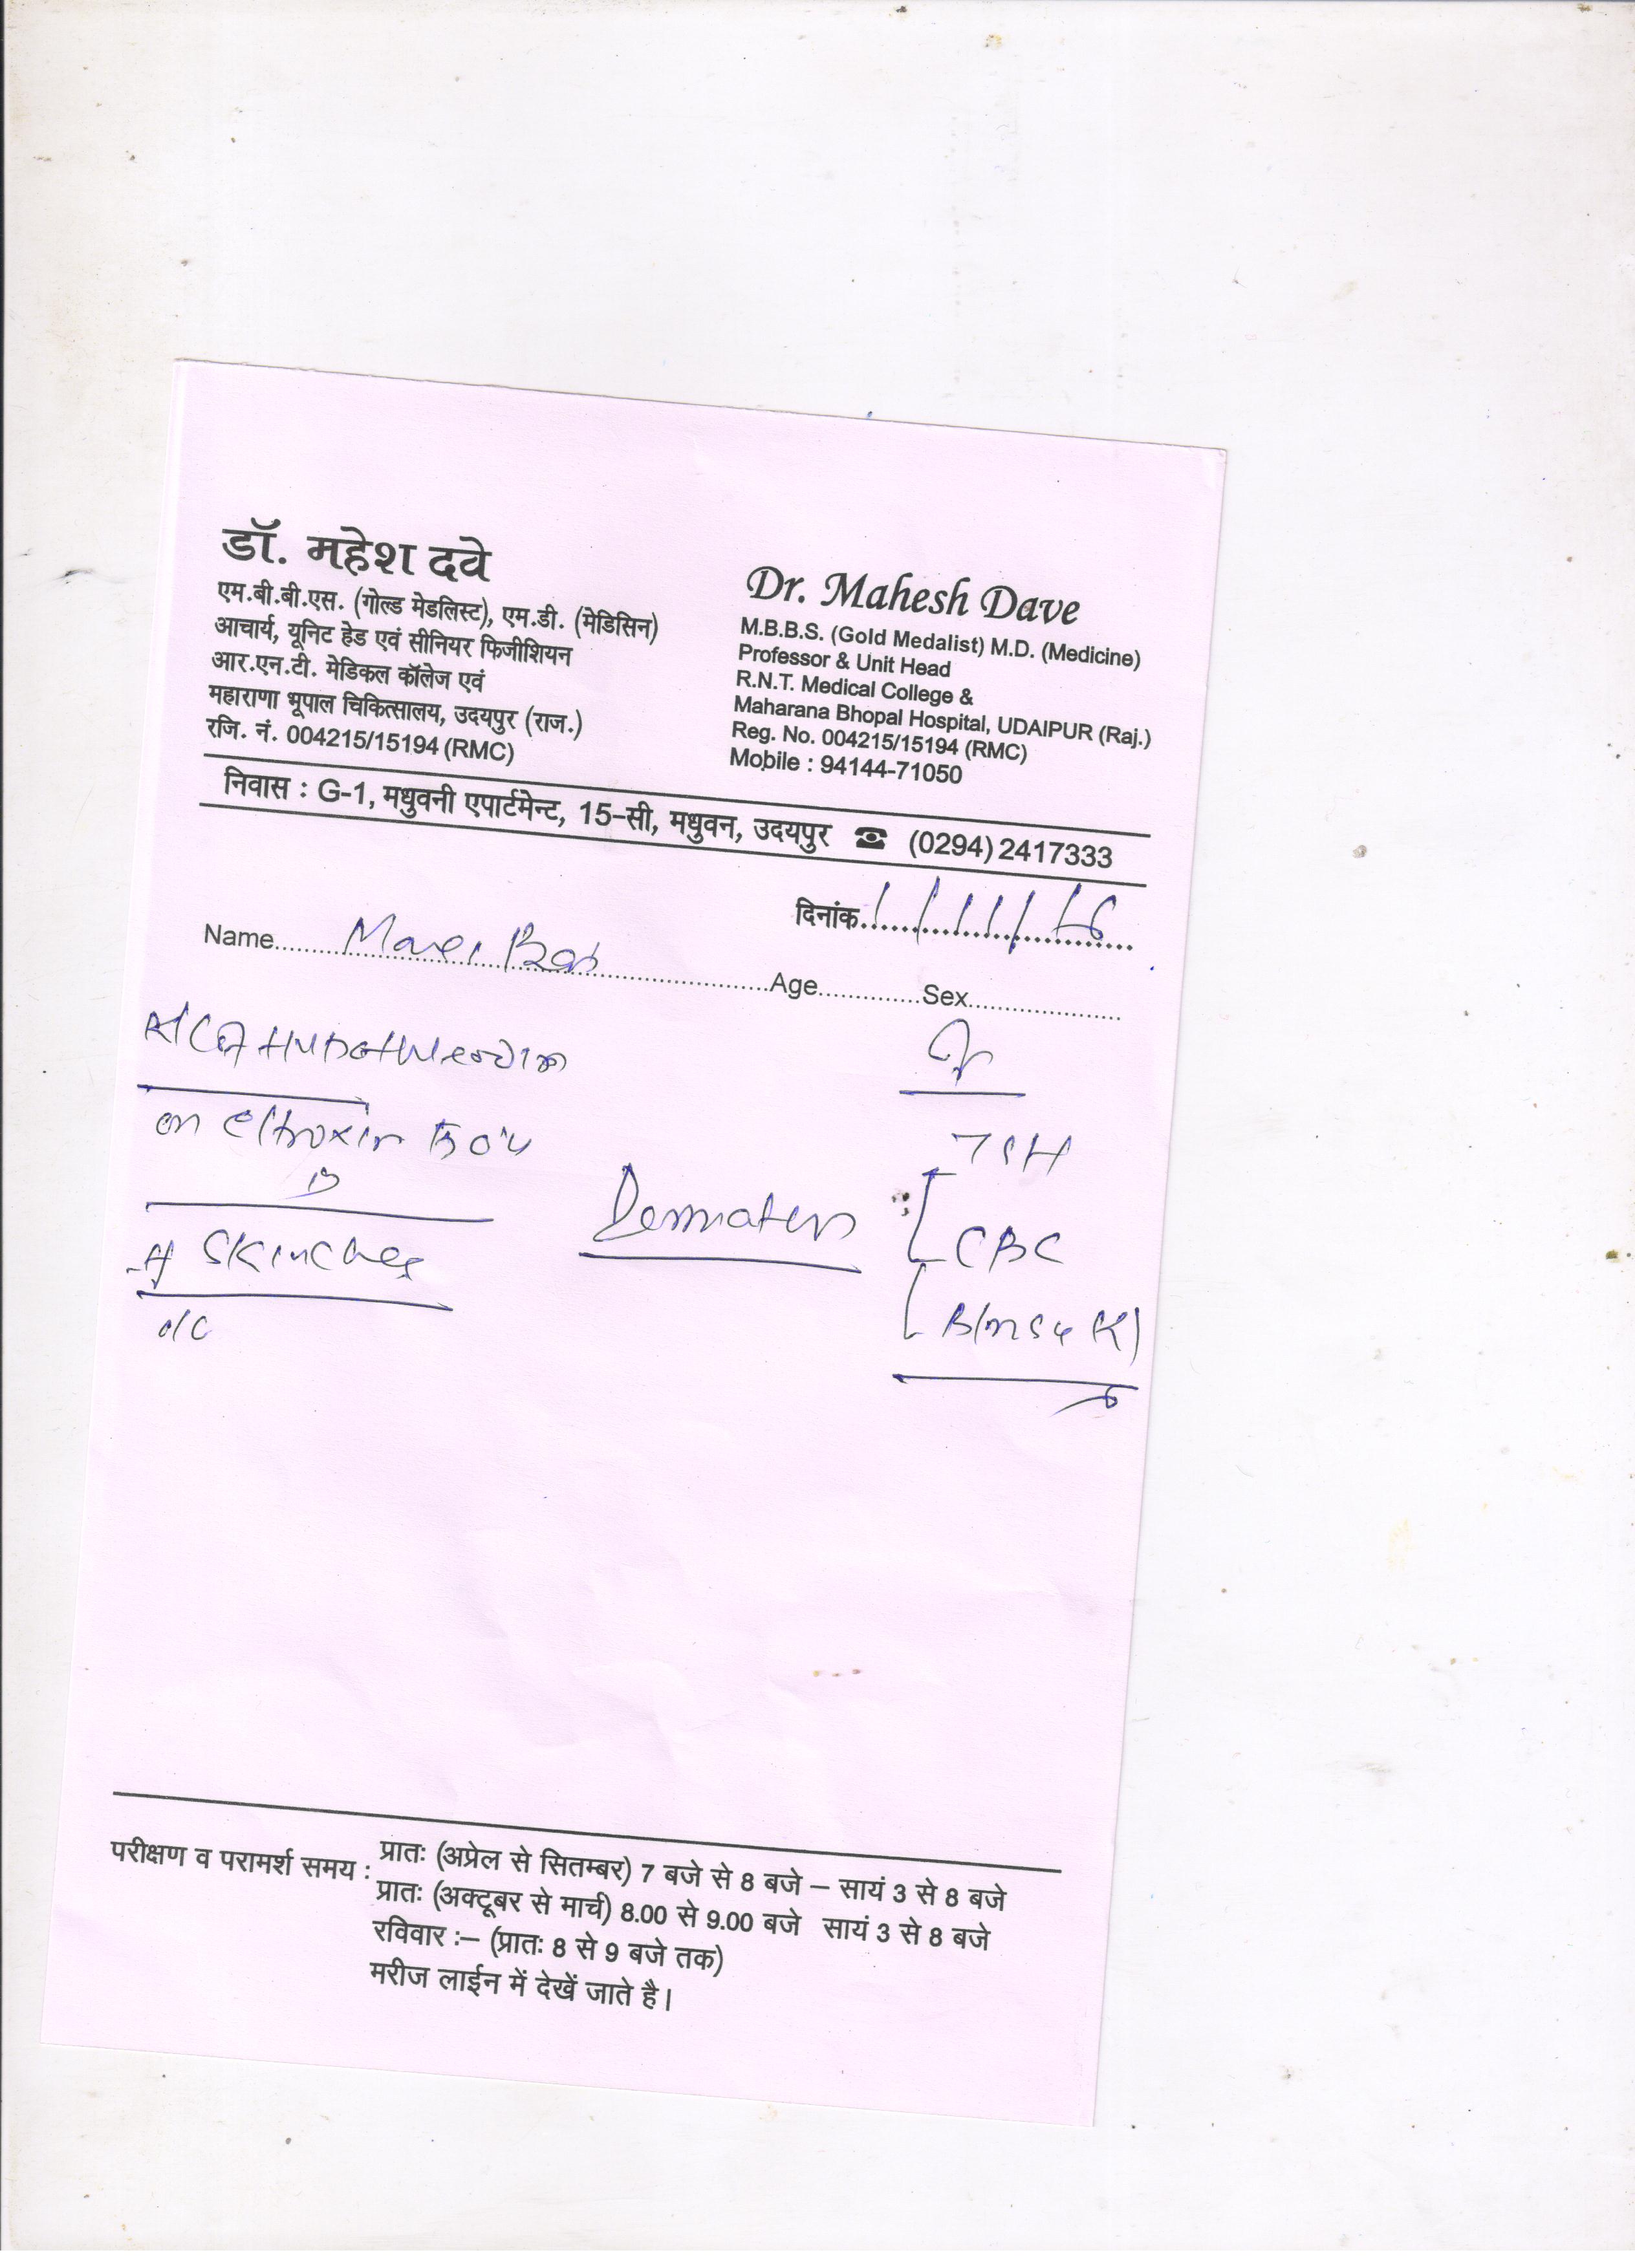 डॉ. महेश दवे
एम.बी.बी.एस. (गोल्ड मेडलिस्ट), एम.डी. (मेडिसिन)
आचार्य, यूनिट हेड एवं सीनियर फिजीशियन
आर.एन.टी. मेडिकल कॉलेज एवं
महाराणा भूपाल चिकित्सालय, उदयपुर (राज.)
रजि. नं. 004215/15194 (RMC)
Dr. Mahesh Dave
M.B.B.S. (Gold Medalist) M.D. (Medicine)
Professor & Unit Head
R.N.T. Medical College &
Maharana Bhopal Hospital, UDAIPUR (Raj.)
Reg. No. 004215/15194 (RMC)
Mobile : 94144-71050
निवास : G-1, मधुवनी एपार्टमेन्ट, 15-सी, मधुवन, उदयपुर ☎ (0294) 2417333
दिनांक
Name Age Sex
K/C/O
on eltroxin
Skin
TSH
CBC
परीक्षण व परामर्श समय : प्रातः (अप्रेल से सितम्बर) 7 बजे से 8 बजे – सायं 3 से 8 बजे
प्रातः (अक्टूबर से मार्च) 8.00 से 9.00 बजे सायं 3 से 8 बजे
रविवार :– (प्रातः 8 से 9 बजे तक)
मरीज लाईन में देखें जाते है।